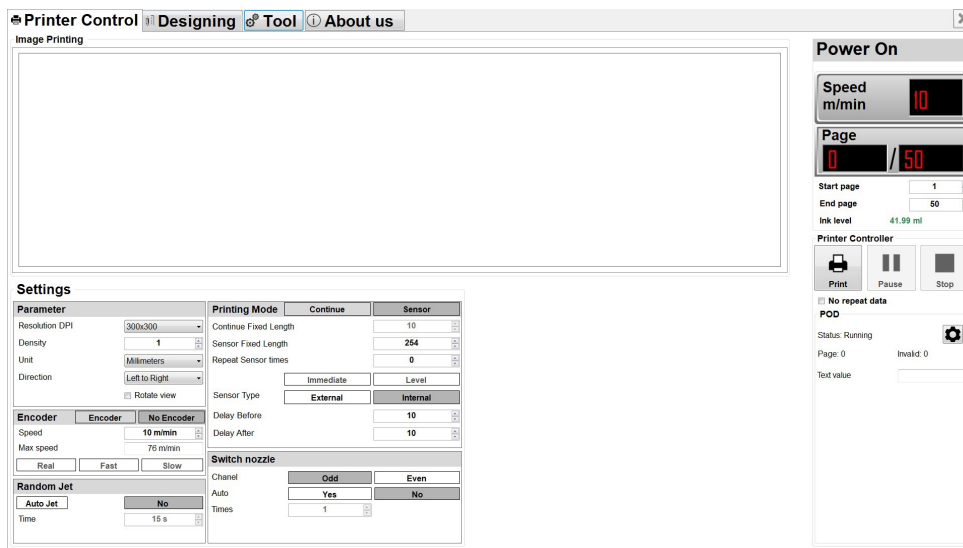 Printer Control Designing Tool About us
Image Printing
Power On
Speed
m/min
10
Page
0 / 50
Start page 1
End page 50
Ink level 41.99 ml
Printer Controller
Print Pause Stop
No repeat data
POD
Status: Running
Page: 0 Invalid: 0
Text value
Settings
Parameter
Resolution DPI 300x300
Density 1
Unit Millimeters
Direction Left to Right
Rotate view
Encoder Encoder No Encoder
Speed 10 m/min
Max speed 76 m/min
Real Fast Slow
Random Jet
Auto Jet No
Time 15 s
Printing Mode Continue Sensor
Continue Fixed Length 10
Sensor Fixed Length 254
Repeat Sensor times 0
Immediate Level
Sensor Type External Internal
Delay Before 10
Delay After 10
Switch nozzle
Chanel Odd Even
Auto Yes No
Times 1